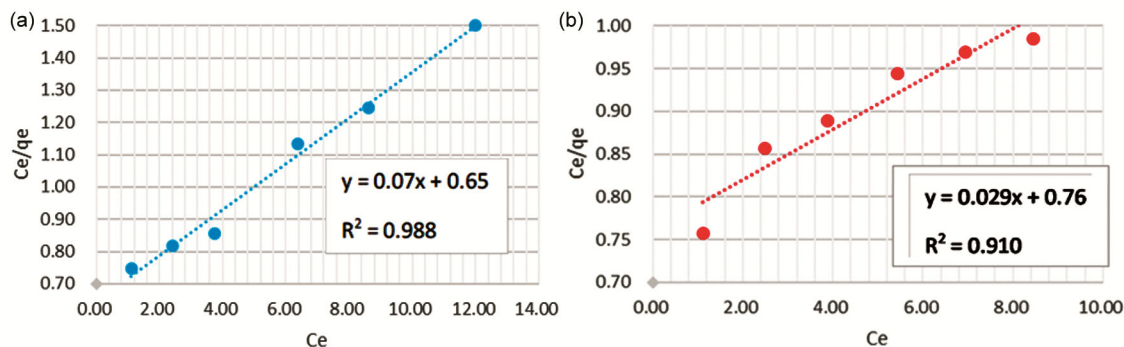 (a)
1.50
1.40
1.30
1.20
1.10
1.00
0.90
0.80
0.70
Ce/qe
y = 0.07x + 0.65
R² = 0.988
0.00 2.00 4.00 6.00 8.00 10.00 12.00 14.00
Ce
(b)
1.00
0.95
0.90
0.85
0.80
0.75
0.70
Ce/qe
y = 0.029x + 0.76
R² = 0.910
0.00 2.00 4.00 6.00 8.00 10.00
Ce